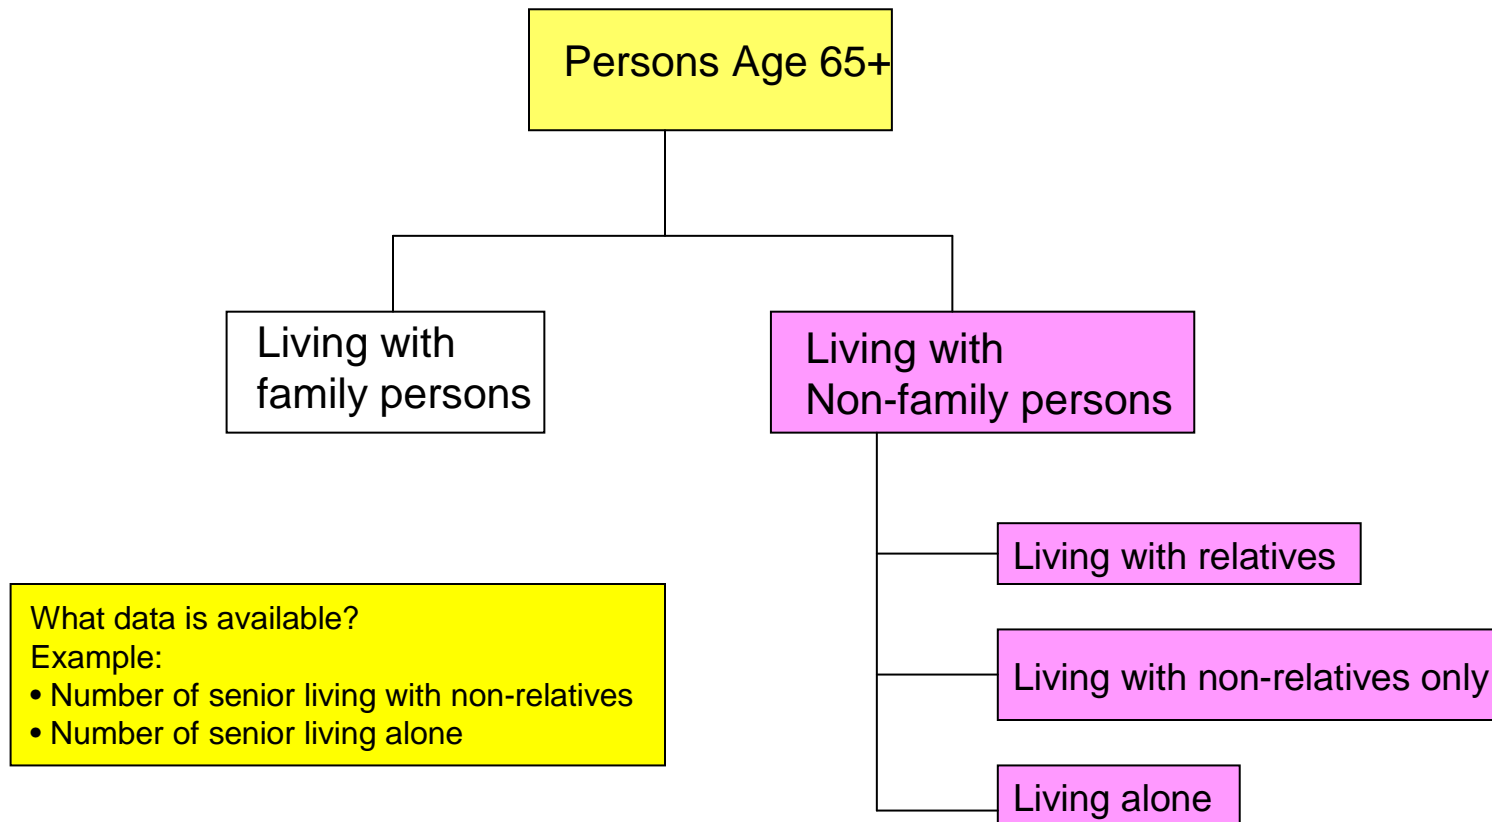 Persons Age 65+
Living with
family persons
Living with
Non-family persons
Living with relatives
Living with non-relatives only
Living alone
What data is available?
Example:
• Number of senior living with non-relatives
• Number of senior living alone